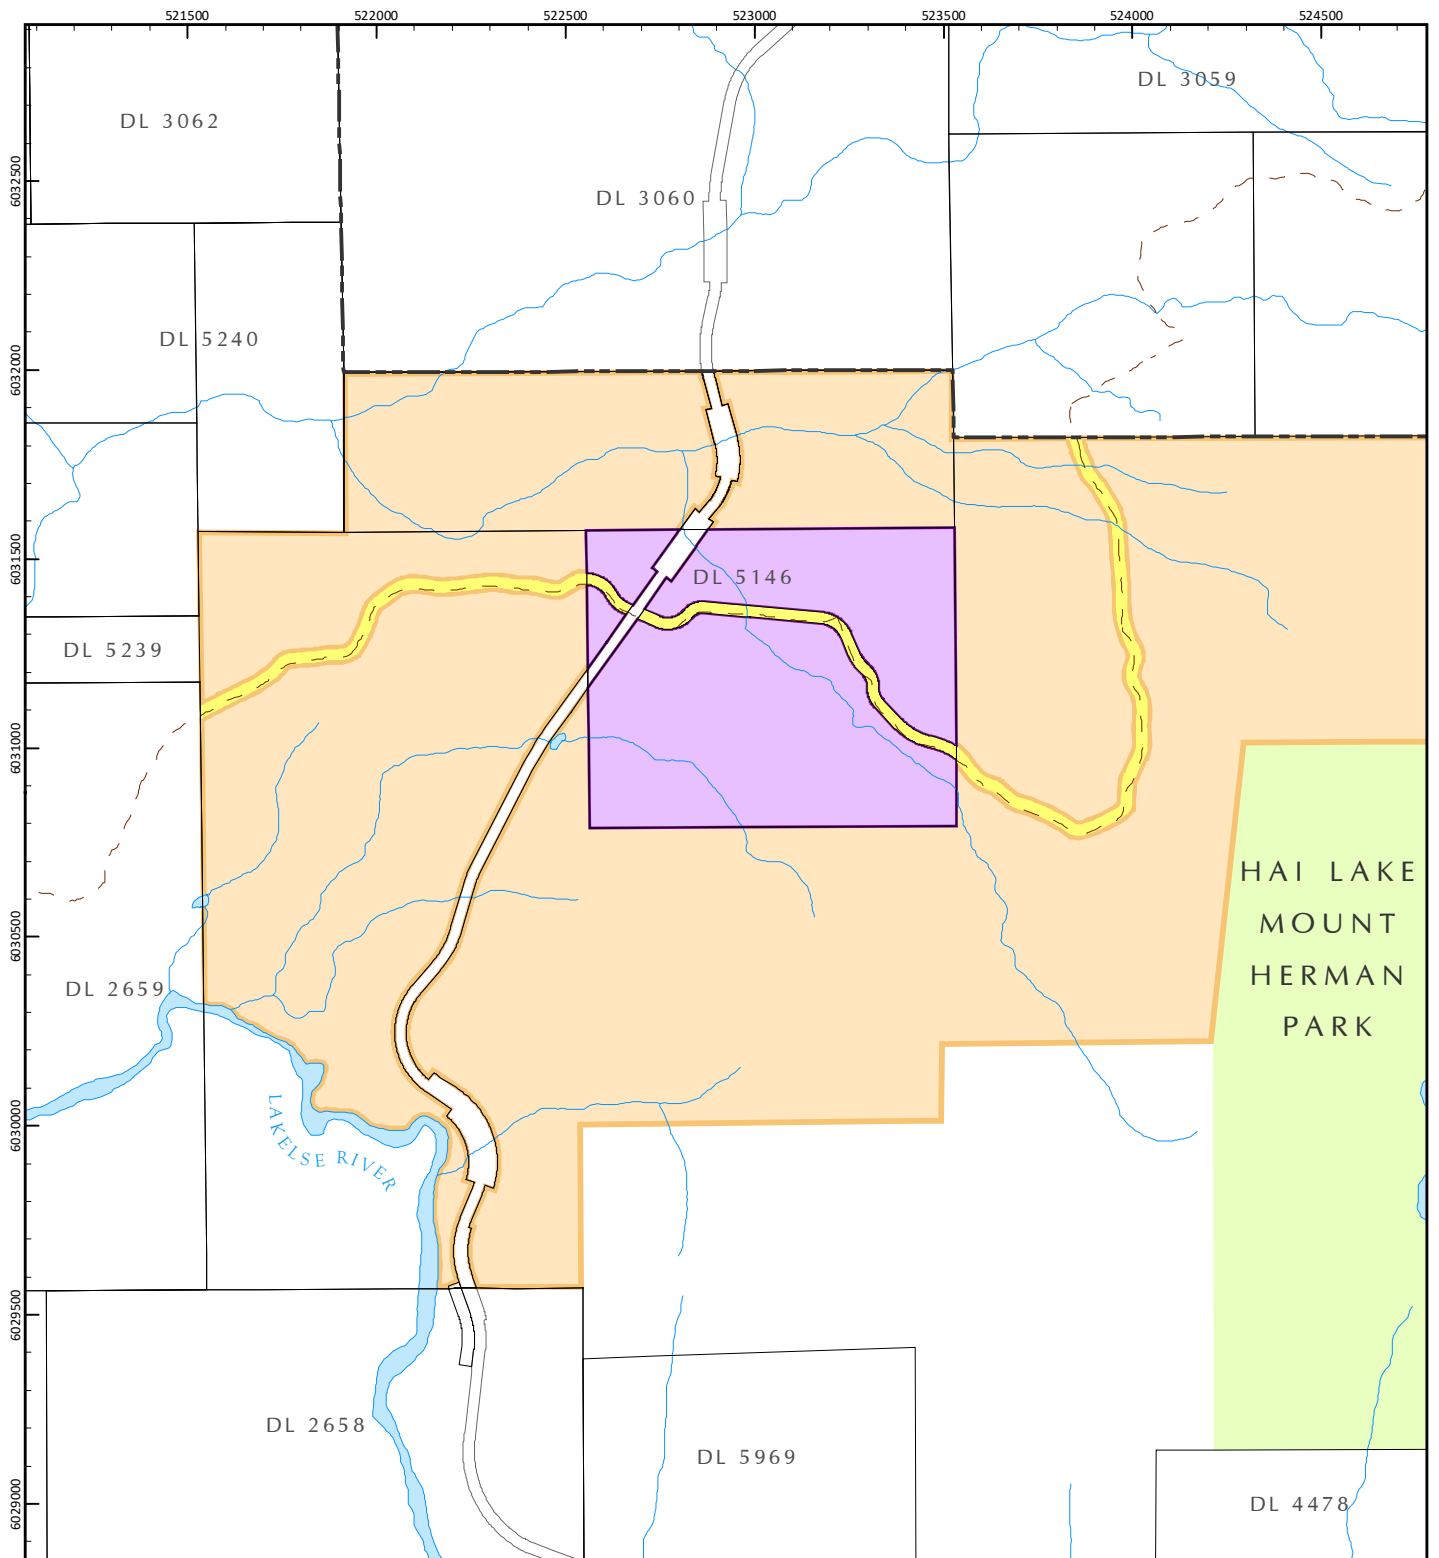 521500 522000 522500 523000 523500 524000 524500
DL 3059
DL 3062
6032500
DL 3060
DL 5240
6032000
6031500
DL 5146
DL 5239
6031000
HAI LAKE
MOUNT
HERMAN
PARK
6030500
DL 2659
6030000
LAKELSE RIVER
6029500
DL 2658
DL 5969
DL 4478
6029000